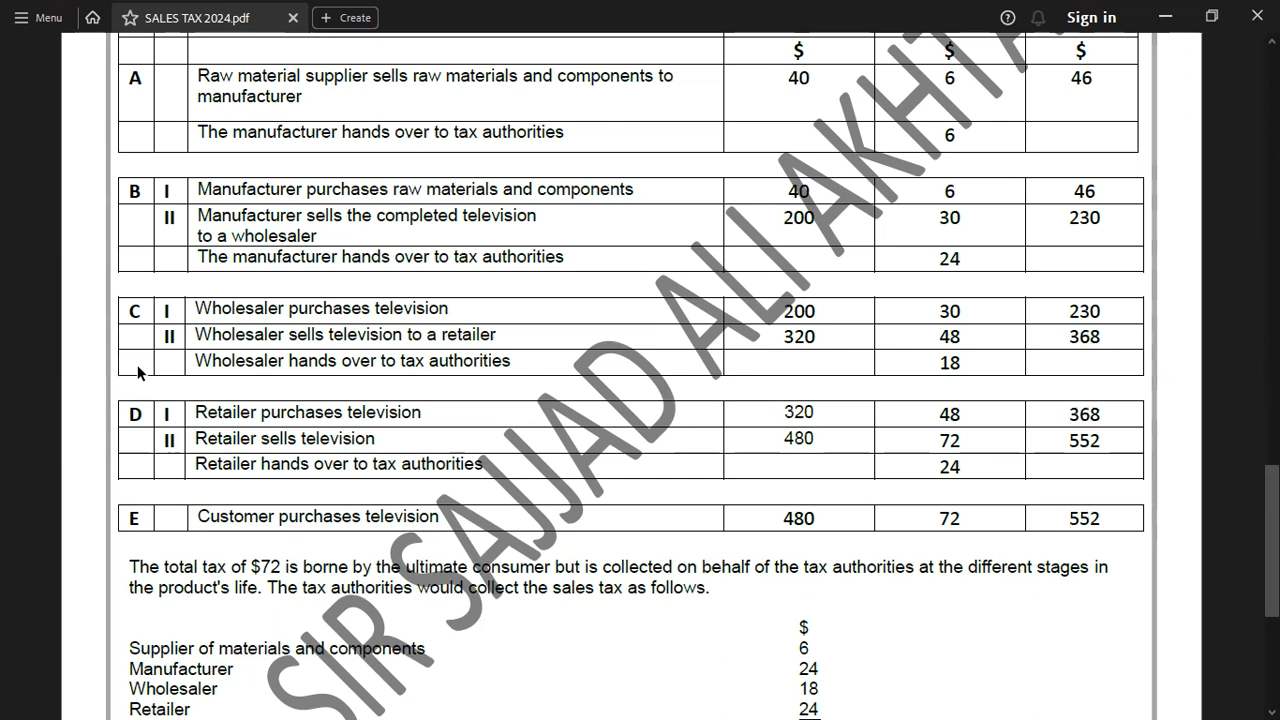 Menu SALES TAX 2024.pdf + Create Sign in
$ $ $
A Raw material supplier sells raw materials and components to 40 6 46
manufacturer
The manufacturer hands over to tax authorities 6
B I Manufacturer purchases raw materials and components 40 6 46
II Manufacturer sells the completed television 200 30 230
to a wholesaler
The manufacturer hands over to tax authorities 24
C I Wholesaler purchases television 200 30 230
II Wholesaler sells television to a retailer 320 48 368
Wholesaler hands over to tax authorities 18
D I Retailer purchases television 320 48 368
II Retailer sells television 480 72 552
Retailer hands over to tax authorities 24
E Customer purchases television 480 72 552
The total tax of $72 is borne by the ultimate consumer but is collected on behalf of the tax authorities at the different stages in
the product's life. The tax authorities would collect the sales tax as follows.
$
Supplier of materials and components 6
Manufacturer 24
Wholesaler 18
Retailer 24
SIR SAJJAD ALI AKHTA